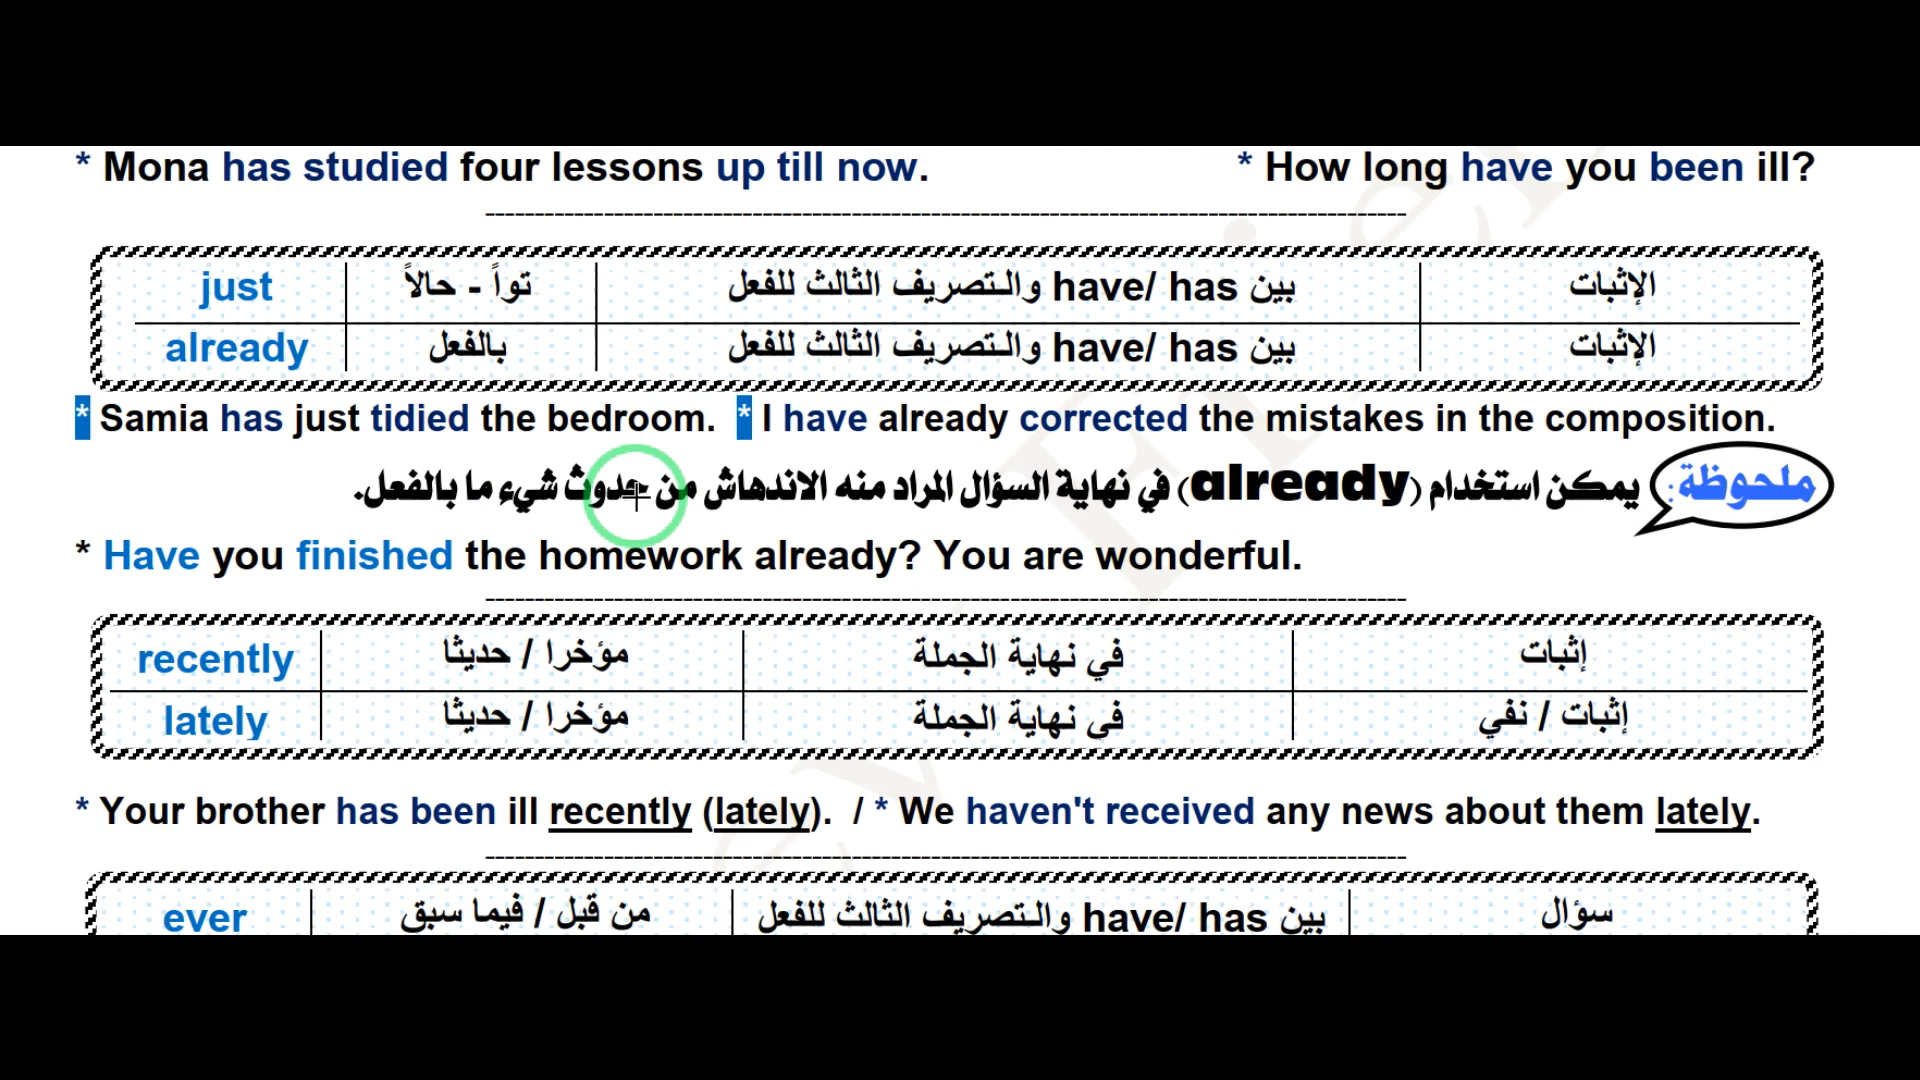 * Mona has studied four lessons up till now. * How long have you been ill?
just تواً - حالاً بين have/ has والتصريف الثالث للفعل الإثبات
already بالفعل بين have/ has والتصريف الثالث للفعل الإثبات
* Samia has just tidied the bedroom. * I have already corrected the mistakes in the composition.
ملحوظة: يمكن استخدام (already) في نهاية السؤال المراد منه الاندهاش من حدوث شيء ما بالفعل.
* Have you finished the homework already? You are wonderful.
recently مؤخرا / حديثا في نهاية الجملة إثبات
lately مؤخرا / حديثا فى نهاية الجملة إثبات / نفي
* Your brother has been ill recently (lately). / * We haven't received any news about them lately.
ever من قبل / فيما سبق بين have/ has والتصريف الثالث للفعل سؤال